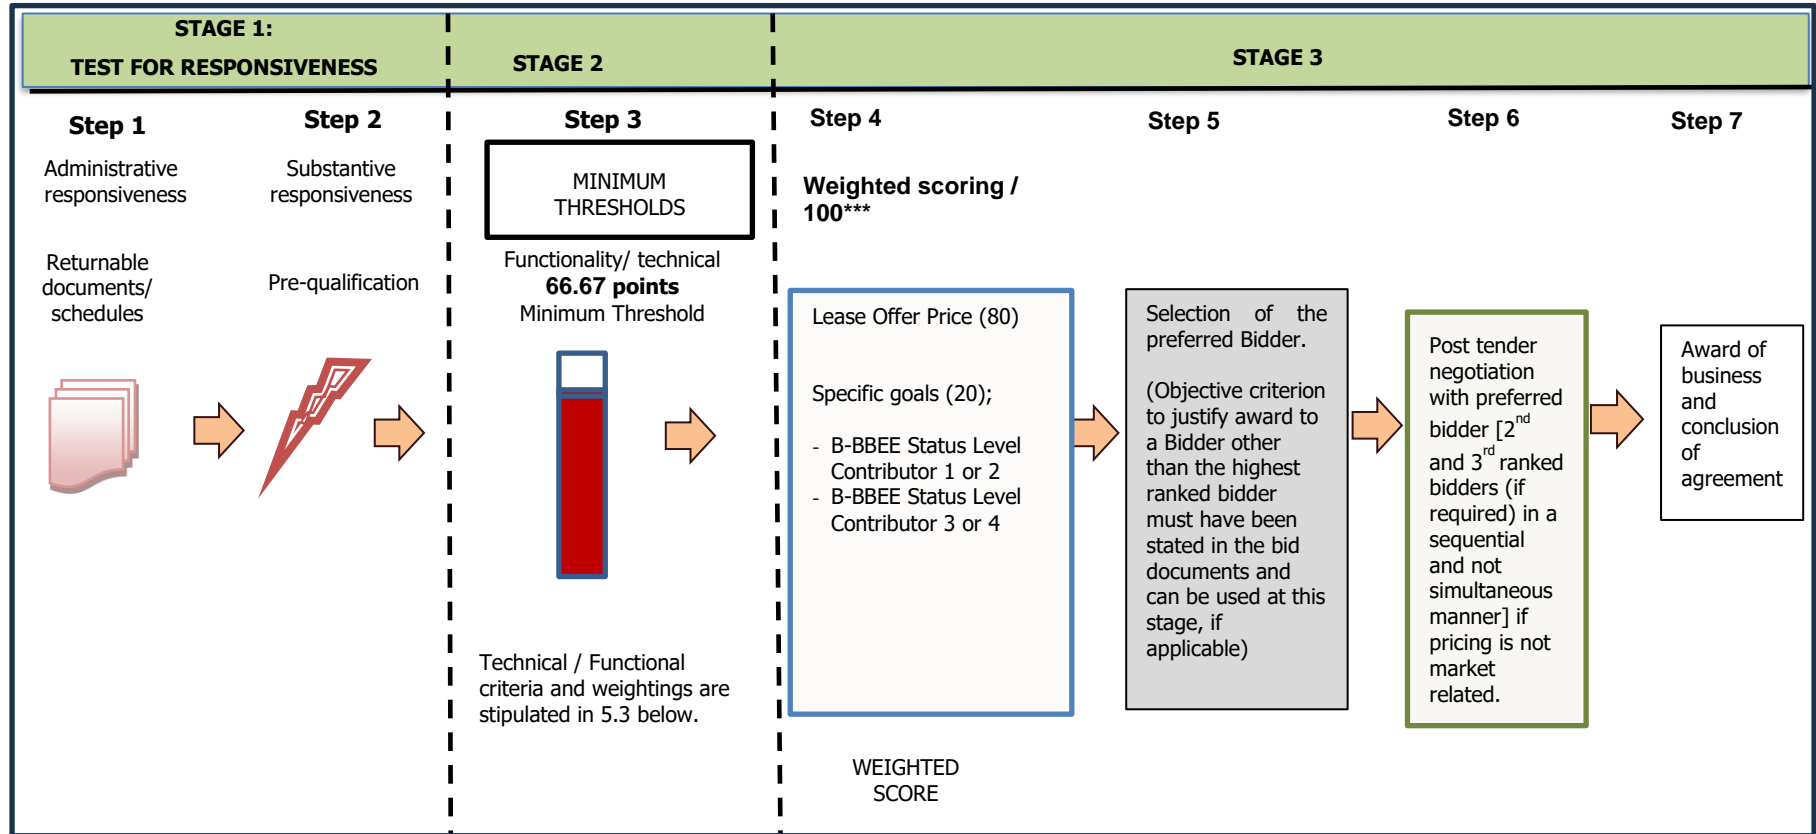 STAGE 1:
TEST FOR RESPONSIVENESS
STAGE 2
STAGE 3
Step 1
Administrative
responsiveness
Returnable
documents/
schedules
Step 2
Substantive
responsiveness
Pre-qualification
Step 3
MINIMUM
THRESHOLDS
Functionality/ technical
66.67 points
Minimum Threshold
Technical / Functional
criteria and weightings are
stipulated in 5.3 below.
Step 4
Weighted scoring /
100***
Lease Offer Price (80)
Specific goals (20);
- B-BBEE Status Level
Contributor 1 or 2
- B-BBEE Status Level
Contributor 3 or 4
WEIGHTED
SCORE
Step 5
Selection of the
preferred Bidder.
(Objective criterion
to justify award to
a Bidder other
than the highest
ranked bidder
must have been
stated in the bid
documents and
can be used at this
stage, if
applicable)
Step 6
Post tender
negotiation
with preferred
bidder [2nd
and 3rd ranked
bidders (if
required) in a
sequential
and not
simultaneous
manner] if
pricing is not
market
related.
Step 7
Award of
business
and
conclusion
of
agreement